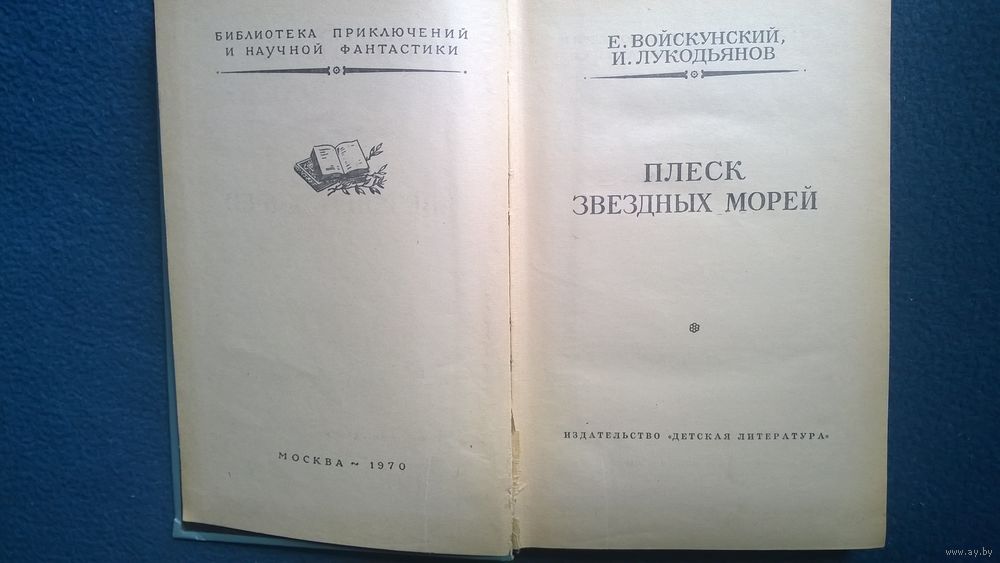 БИБЛИОТЕКА ПРИКЛЮЧЕНИЙ
И НАУЧНОЙ ФАНТАСТИКИ
МОСКВА ~ 1970
Е. ВОЙСКУНСКИЙ,
И. ЛУКОДЬЯНОВ
ПЛЕСК
ЗВЕЗДНЫХ МОРЕЙ
ИЗДАТЕЛЬСТВО «ДЕТСКАЯ ЛИТЕРАТУРА»
www.ay.by